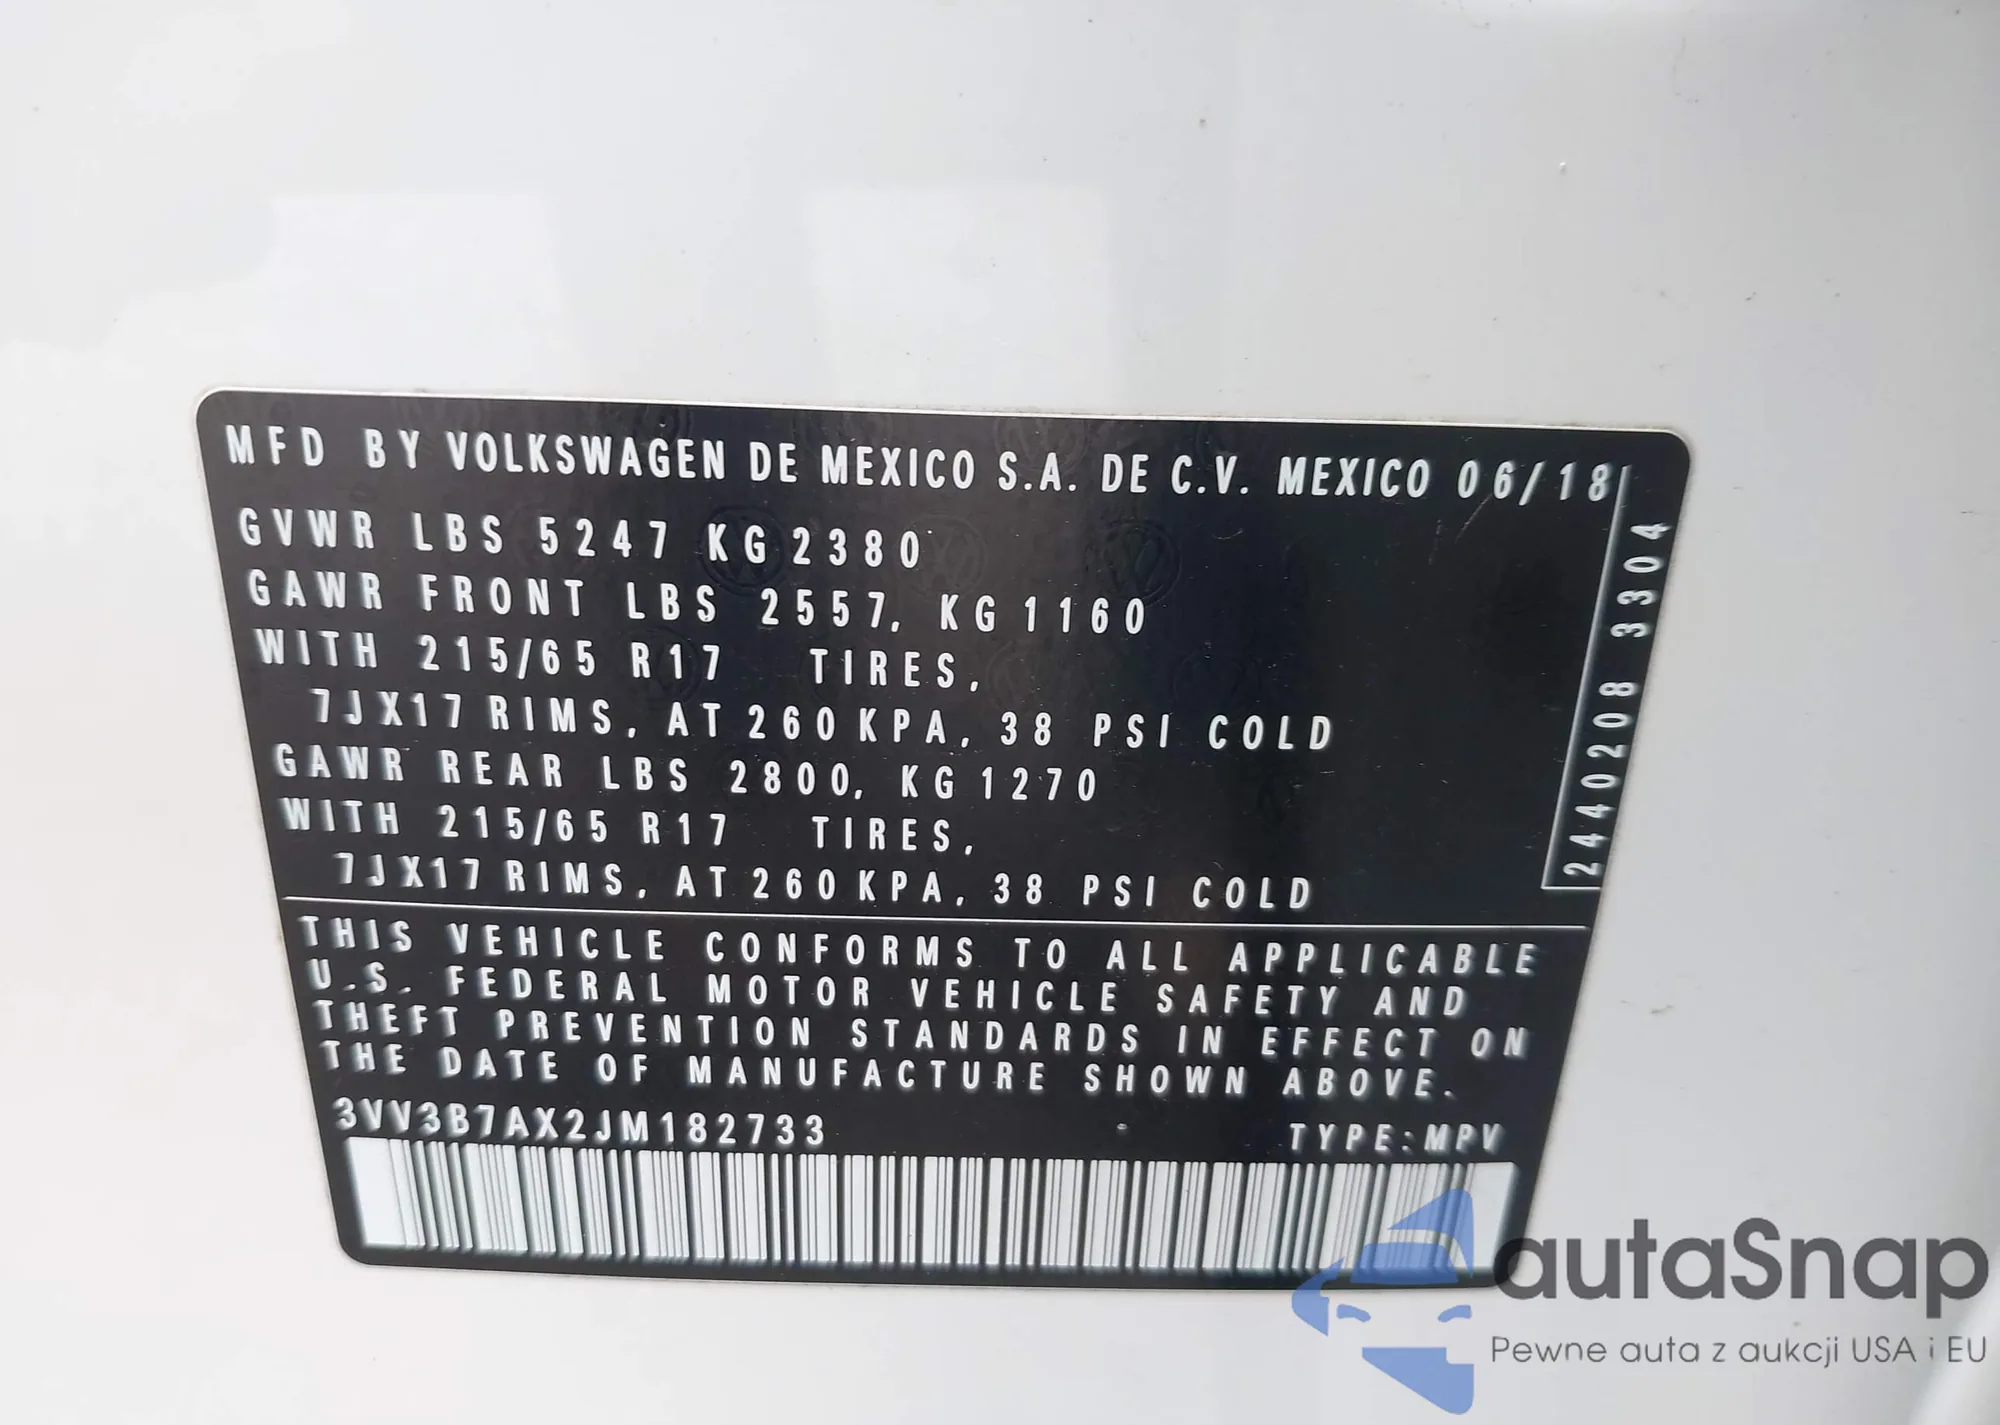 MFD BY VOLKSWAGEN DE MEXICO S.A. DE C.V. MEXICO 06/18
GVWR LBS 5247 KG 2380
GAWR FRONT LBS 2557, KG 1160
WITH 215/65 R17 TIRES,
7JX17 RIMS, AT 260 KPA, 38 PSI COLD
GAWR REAR LBS 2800, KG 1270
WITH 215/65 R17 TIRES,
7JX17 RIMS, AT 260 KPA, 38 PSI COLD
2440208 3304
THIS VEHICLE CONFORMS TO ALL APPLICABLE
U.S. FEDERAL MOTOR VEHICLE SAFETY AND
THEFT PREVENTION STANDARDS IN EFFECT ON
THE DATE OF MANUFACTURE SHOWN ABOVE.
3VV3B7AX2JM182733 TYPE:MPV
autaSnap
Pewne auta z aukcji USA i EU